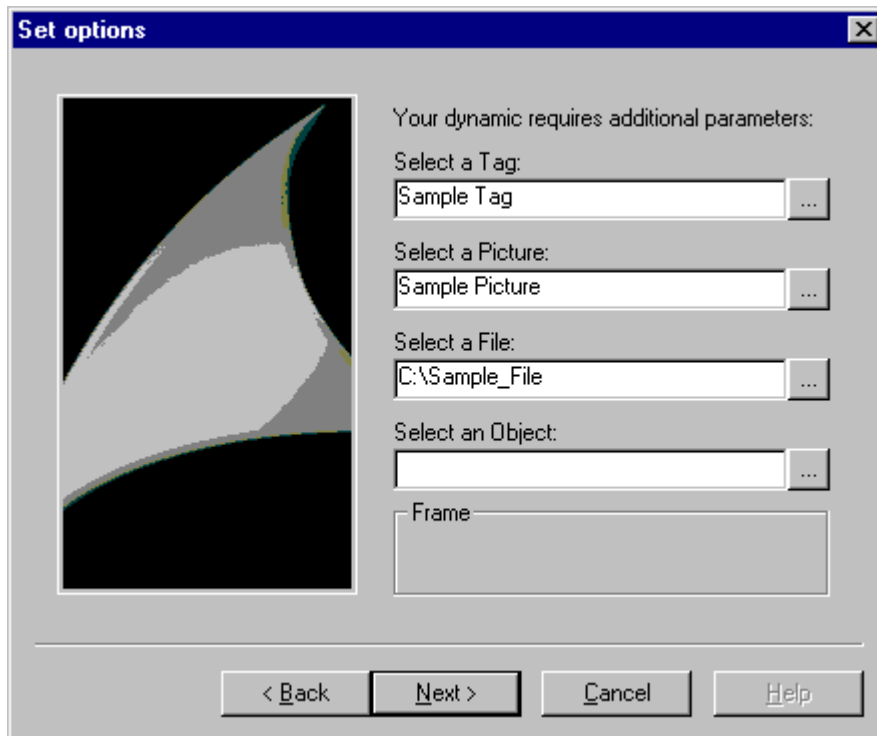 Set options
Your dynamic requires additional parameters:
Select a Tag:
Sample Tag
...
Select a Picture:
Sample Picture
...
Select a File:
C:\Sample_File
...
Select an Object:
...
Frame
< Back
Next >
Cancel
Help